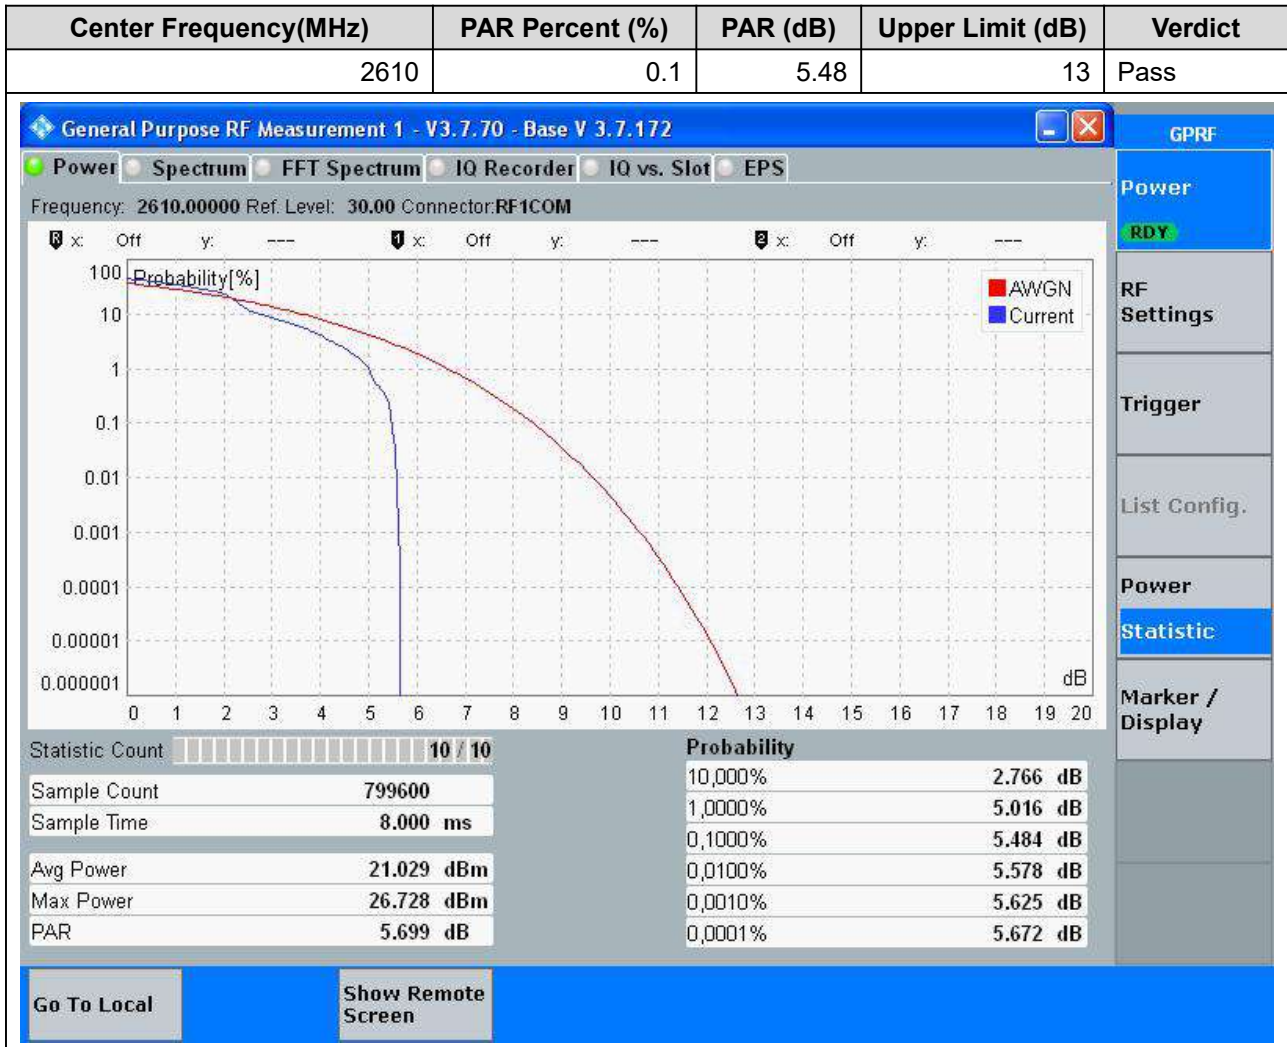 Center Frequency(MHz) PAR Percent (%) PAR (dB) Upper Limit (dB) Verdict
2610 0.1 5.48 13 Pass
General Purpose RF Measurement 1 - V3.7.70 - Base V 3.7.172
GPRF
Power Spectrum FFT Spectrum IQ Recorder IQ vs. Slot EPS
Frequency: 2610.00000 Ref. Level: 30.00 Connector:RF1COM
R x: Off y: --- 1 x: Off y: --- 2 x: Off y: ---
Probability[%]
AWGN
Current
100
10
1
0.1
0.01
0.001
0.0001
0.00001
0.000001
dB
0 1 2 3 4 5 6 7 8 9 10 11 12 13 14 15 16 17 18 19 20
Statistic Count 10 / 10
Sample Count 799600
Sample Time 8.000 ms
Avg Power 21.029 dBm
Max Power 26.728 dBm
PAR 5.699 dB
Probability
10,000% 2.766 dB
1,0000% 5.016 dB
0,1000% 5.484 dB
0,0100% 5.578 dB
0,0010% 5.625 dB
0,0001% 5.672 dB
Power
RDY
RF
Settings
Trigger
List Config.
Power
Statistic
Marker /
Display
Go To Local
Show Remote
Screen